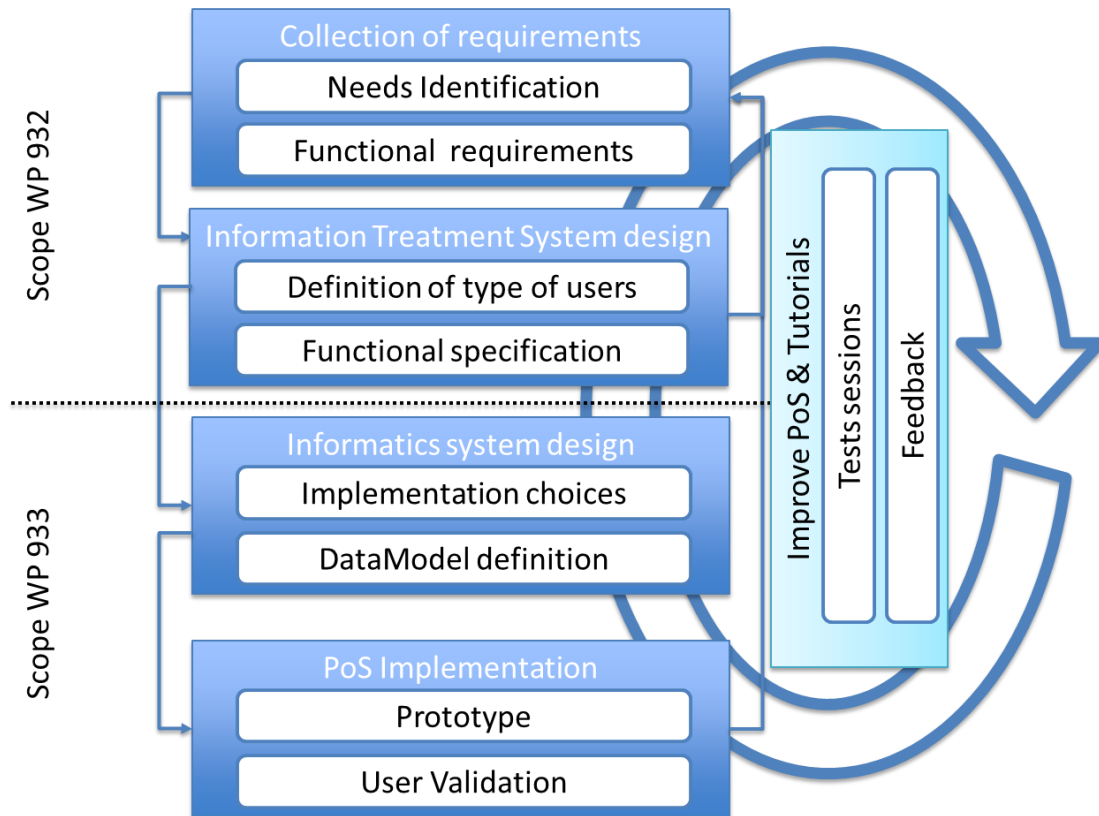 Scope WP 932
Collection of requirements
Needs Identification
Functional requirements
Information Treatment System design
Definition of type of users
Functional specification
Scope WP 933
Informatics system design
Implementation choices
DataModel definition
PoS Implementation
Prototype
User Validation
Improve PoS & Tutorials
Tests sessions
Feedback